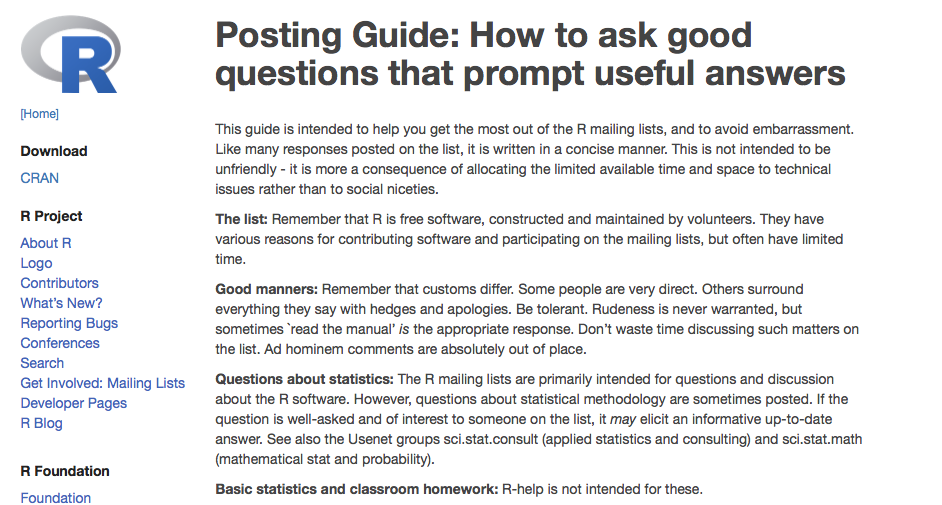 R
[Home]
Download
CRAN
R Project
About R
Logo
Contributors
What's New?
Reporting Bugs
Conferences
Search
Get Involved: Mailing Lists
Developer Pages
R Blog
R Foundation
Foundation
Posting Guide: How to ask good
questions that prompt useful answers
This guide is intended to help you get the most out of the R mailing lists, and to avoid embarrassment.
Like many responses posted on the list, it is written in a concise manner. This is not intended to be
unfriendly - it is more a consequence of allocating the limited available time and space to technical
issues rather than to social niceties.
The list: Remember that R is free software, constructed and maintained by volunteers. They have
various reasons for contributing software and participating on the mailing lists, but often have limited
time.
Good manners: Remember that customs differ. Some people are very direct. Others surround
everything they say with hedges and apologies. Be tolerant. Rudeness is never warranted, but
sometimes `read the manual’ is the appropriate response. Don’t waste time discussing such matters on
the list. Ad hominem comments are absolutely out of place.
Questions about statistics: The R mailing lists are primarily intended for questions and discussion
about the R software. However, questions about statistical methodology are sometimes posted. If the
question is well-asked and of interest to someone on the list, it may elicit an informative up-to-date
answer. See also the Usenet groups sci.stat.consult (applied statistics and consulting) and sci.stat.math
(mathematical stat and probability).
Basic statistics and classroom homework: R-help is not intended for these.